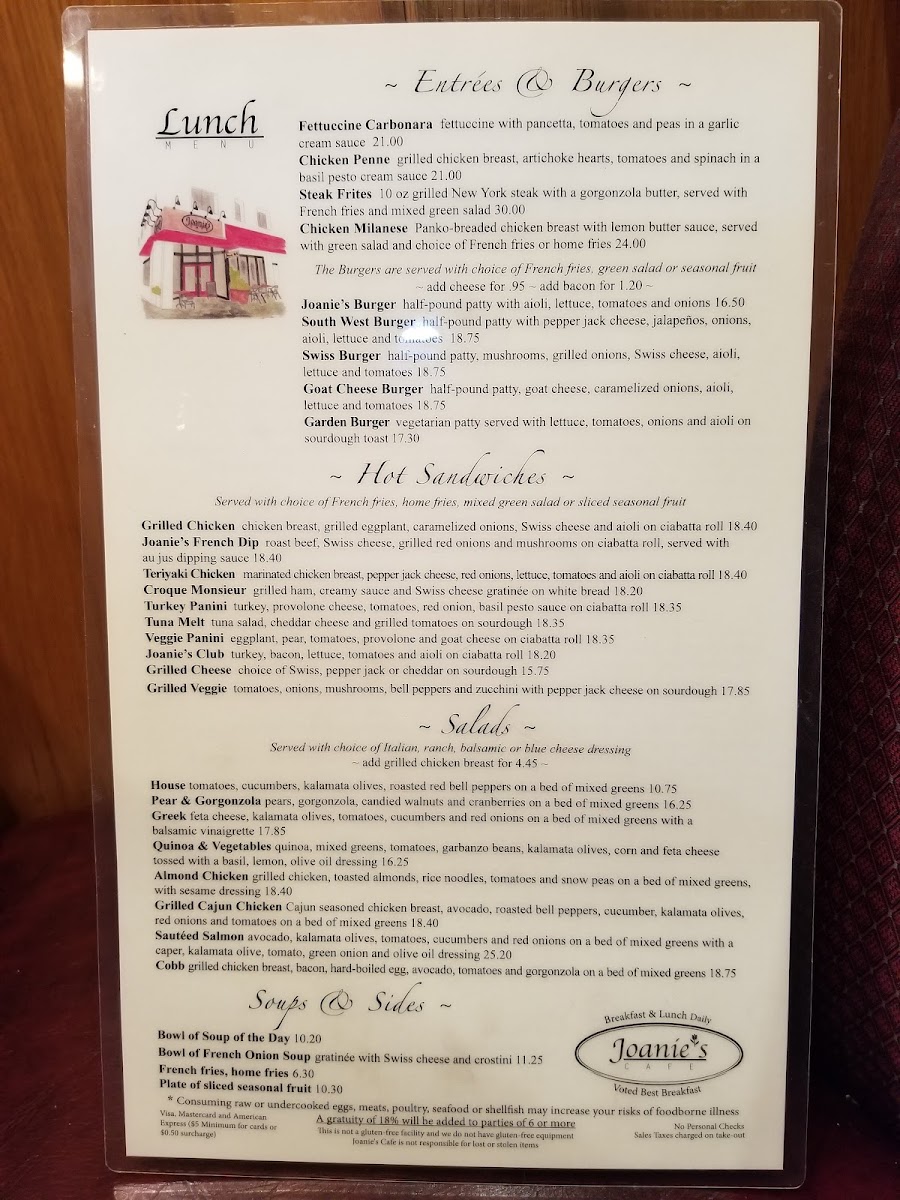 ~ Entrées & Burgers ~
Lunch
MENU
Joanie's
Fettuccine Carbonara fettuccine with pancetta, tomatoes and peas in a garlic
cream sauce 21.00
Chicken Penne grilled chicken breast, artichoke hearts, tomatoes and spinach in a
basil pesto cream sauce 21.00
Steak Frites 10 oz grilled New York steak with a gorgonzola butter, served with
French fries and mixed green salad 30.00
Chicken Milanese Panko-breaded chicken breast with lemon butter sauce, served
with green salad and choice of French fries or home fries 24.00
The Burgers are served with choice of French fries, green salad or seasonal fruit
~ add cheese for .95 ~ add bacon for 1.20 ~
Joanie's Burger half-pound patty with aioli, lettuce, tomatoes and onions 16.50
South West Burger half-pound patty with pepper jack cheese, jalapeños, onions,
aioli, lettuce and tomatoes 18.75
Swiss Burger half-pound patty, mushrooms, grilled onions, Swiss cheese, aioli,
lettuce and tomatoes 18.75
Goat Cheese Burger half-pound patty, goat cheese, caramelized onions, aioli,
lettuce and tomatoes 18.75
Garden Burger vegetarian patty served with lettuce, tomatoes, onions and aioli on
sourdough toast 17.30
~ Hot Sandwiches ~
Served with choice of French fries, home fries, mixed green salad or sliced seasonal fruit
Grilled Chicken chicken breast, grilled eggplant, caramelized onions, Swiss cheese and aioli on ciabatta roll 18.40
Joanie's French Dip roast beef, Swiss cheese, grilled red onions and mushrooms on ciabatta roll, served with
au jus dipping sauce 18.40
Teriyaki Chicken marinated chicken breast, pepper jack cheese, red onions, lettuce, tomatoes and aioli on ciabatta roll 18.40
Croque Monsieur grilled ham, creamy sauce and Swiss cheese gratinée on white bread 18.20
Turkey Panini turkey, provolone cheese, tomatoes, red onion, basil pesto sauce on ciabatta roll 18.35
Tuna Melt tuna salad, cheddar cheese and grilled tomatoes on sourdough 18.35
Veggie Panini eggplant, pear, tomatoes, provolone and goat cheese on ciabatta roll 18.35
Joanie's Club turkey, bacon, lettuce, tomatoes and aioli on ciabatta roll 18.20
Grilled Cheese choice of Swiss, pepper jack or cheddar on sourdough 15.75
Grilled Veggie tomatoes, onions, mushrooms, bell peppers and zucchini with pepper jack cheese on sourdough 17.85
~ Salads ~
Served with choice of Italian, ranch, balsamic or blue cheese dressing
~ add grilled chicken breast for 4.45 ~
House tomatoes, cucumbers, kalamata olives, roasted red bell peppers on a bed of mixed greens 10.75
Pear & Gorgonzola pears, gorgonzola, candied walnuts and cranberries on a bed of mixed greens 16.25
Greek feta cheese, kalamata olives, tomatoes, cucumbers and red onions on a bed of mixed greens with a
balsamic vinaigrette 17.85
Quinoa & Vegetables quinoa, mixed greens, tomatoes, garbanzo beans, kalamata olives, corn and feta cheese
tossed with a basil, lemon, olive oil dressing 16.25
Almond Chicken grilled chicken, toasted almonds, rice noodles, tomatoes and snow peas on a bed of mixed greens,
with sesame dressing 18.40
Grilled Cajun Chicken Cajun seasoned chicken breast, avocado, roasted bell peppers, cucumber, kalamata olives,
red onions and tomatoes on a bed of mixed greens 18.40
Sautéed Salmon avocado, kalamata olives, tomatoes, cucumbers and red onions on a bed of mixed greens with a
caper, kalamata olive, tomato, green onion and olive oil dressing 25.20
Cobb grilled chicken breast, bacon, hard-boiled egg, avocado, tomatoes and gorgonzola on a bed of mixed greens 18.75
Soups & Sides ~
Bowl of Soup of the Day 10.20
Bowl of French Onion Soup gratinée with Swiss cheese and crostini 11.25
French fries, home fries 6.30
Plate of sliced seasonal fruit 10.30
Breakfast & Lunch Daily
Joanie's
CAFE
Voted Best Breakfast
* Consuming raw or undercooked eggs, meats, poultry, seafood or shellfish may increase your risks of foodborne illness
Visa, Mastercard and American
Express ($5 Minimum for cards or
$0.50 surcharge)
A gratuity of 18% will be added to parties of 6 or more
This is not a gluten-free facility and we do not have gluten-free equipment
Joanie's Cafe is not responsible for lost or stolen items
No Personal Checks
Sales Taxes charged on take-out